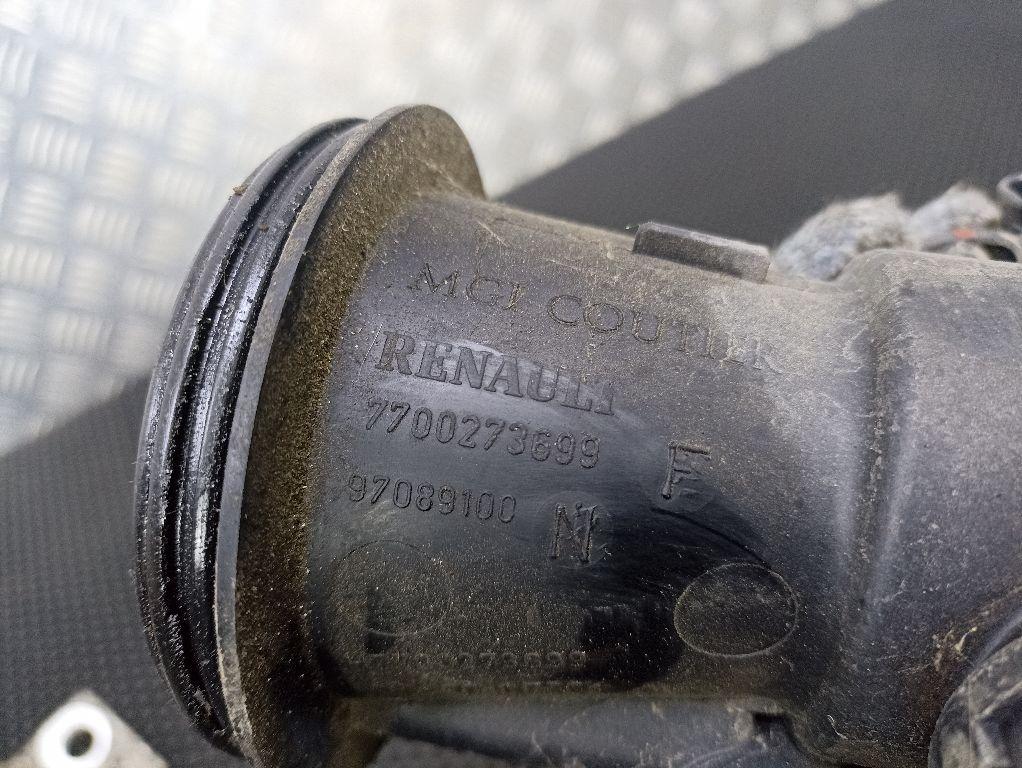 MGI COUTIER
RENAULT
7700273699
97089100
N
F